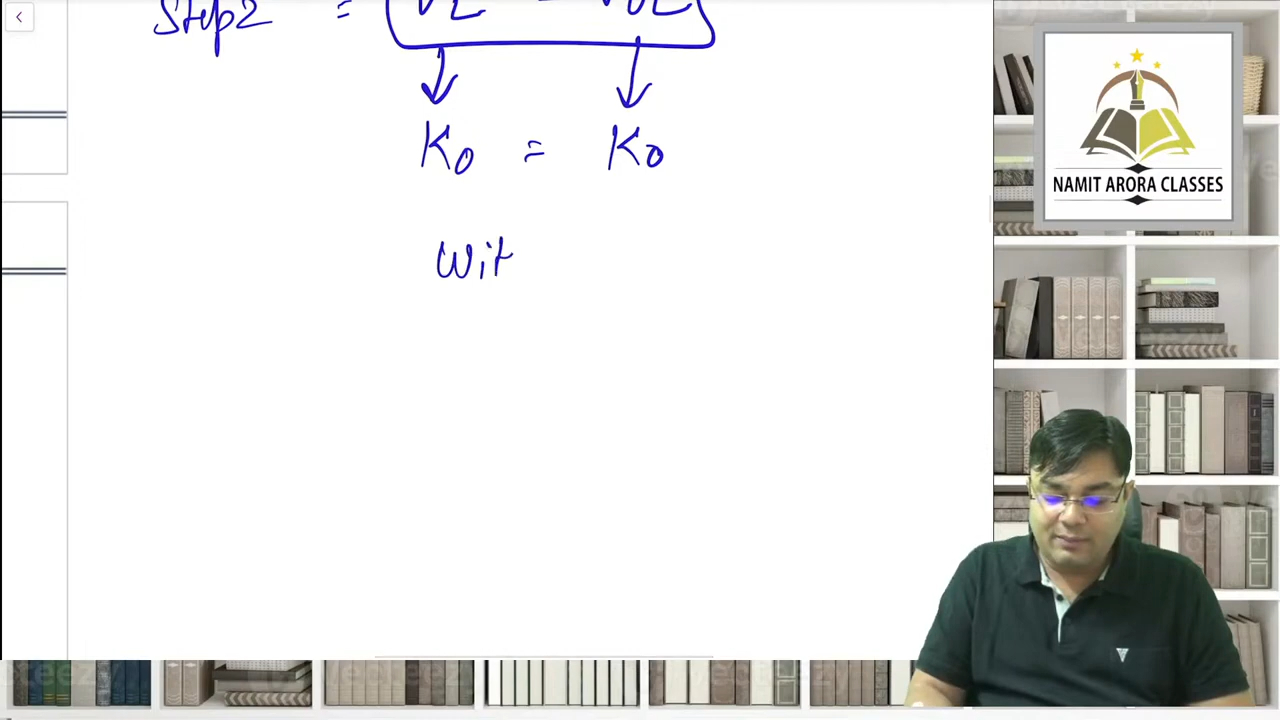 Step2 =
K0 = K0
Wit
NAMIT ARORA CLASSES